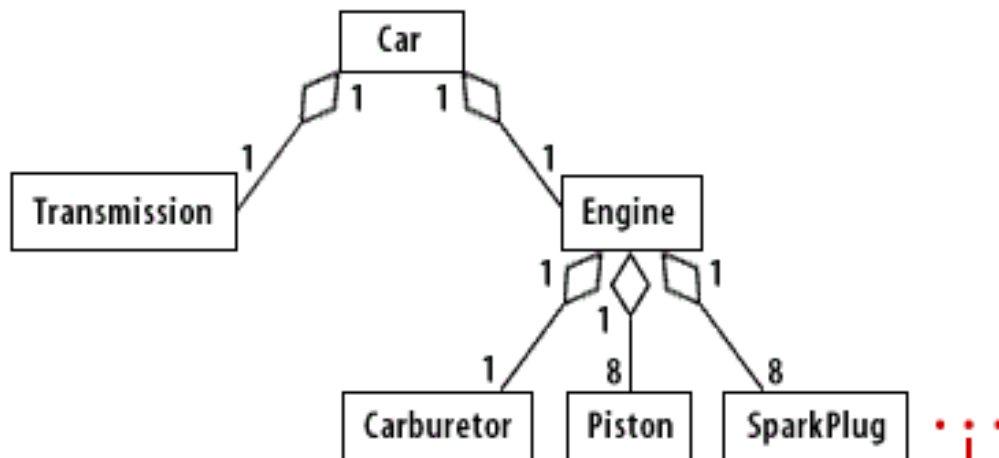 Car
1 1
1 1
Transmission Engine
1 1
1
1 8 8
Carburetor Piston SparkPlug